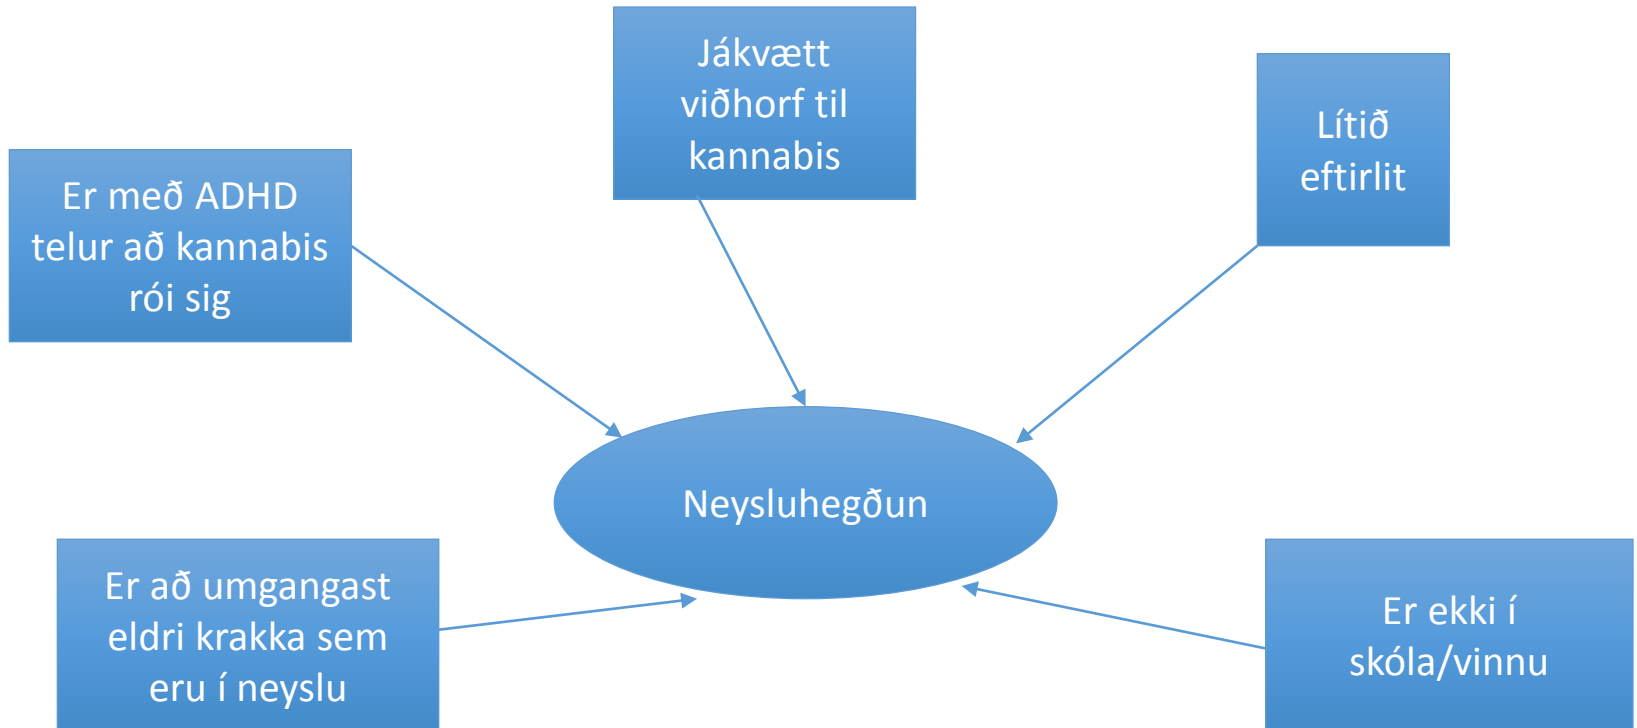 Jákvætt
viðhorf til
kannabis
Lítið
eftirlit
Er með ADHD
telur að kannabis
rói sig
Neysluhegðun
Er að umgangast
eldri krakka sem
eru í neyslu
Er ekki í
skóla/vinnu